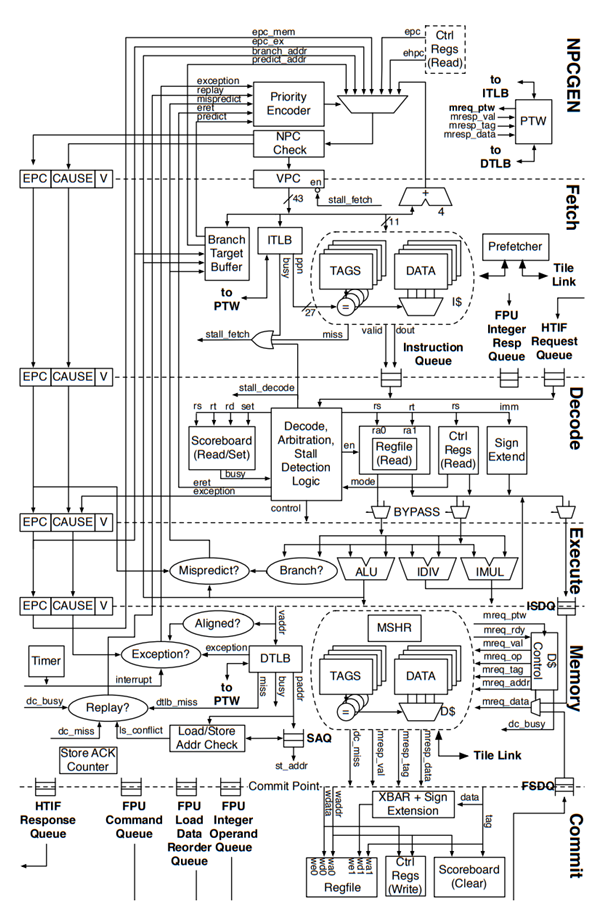 epc_mem
epc_ex
branch_addr
predict_addr
epc
ehpc
Ctrl
Regs
(Read)
NPCGEN
exception
replay
mispredict
eret
predict
Priority
Encoder
to
ITLB
mreq_ptw
mresp_val
mresp_tag
mresp_data
PTW
to
DTLB
NPC
Check
EPC CAUSE V
VPC
en
43
stall_fetch
+
4
Fetch
11
Branch
Target
Buffer
ITLB
busy
ppn
to
PTW
27
TAGS
DATA
=
I$
Prefetcher
Tile
Link
stall_fetch
miss
valid
dout
Instruction
Queue
FPU
Integer
Resp
Queue
HTIF
Request
Queue
EPC CAUSE V
stall_decode
Decode
rs rt rd set
Scoreboard
(Read/Set)
busy
eret
exception
Decode,
Arbitration,
Stall
Detection
Logic
en
control
rs
rt
rs
imm
ra0
ra1
Regfile
(Read)
mode
Ctrl
Regs
(Read)
Sign
Extend
BYPASS
EPC CAUSE V
Execute
Mispredict?
Branch?
ALU
IDIV
IMUL
EPC CAUSE V
ISDQ
Aligned?
vaddr
Timer
Exception?
exception
DTLB
interrupt
to
PTW
miss
busy
paddr
dc_busy
Replay?
dtlb_miss
dc_miss
ls_conflict
Load/Store
Addr Check
SAQ
st_addr
Store ACK
Counter
MSHR
TAGS
DATA
=
D$
mreq_ptw
mreq_rdy
mreq_val
mreq_op
mreq_tag
mreq_addr
mreq_data
D$
Control
dc_busy
Memory
dc_miss
mresp_val
mresp_tag
mresp_data
Tile Link
Commit Point
FSDQ
HTIF
Response
Queue
FPU
Command
Queue
FPU
Load
Data
Reorder
Queue
FPU
Integer
Operand
Queue
wdata
waddr
XBAR + Sign
Extension
data
tag
we0
wd0
wa0
we1
wd1
wa1
Regfile
Ctrl
Regs
(Write)
Scoreboard
(Clear)
Commit